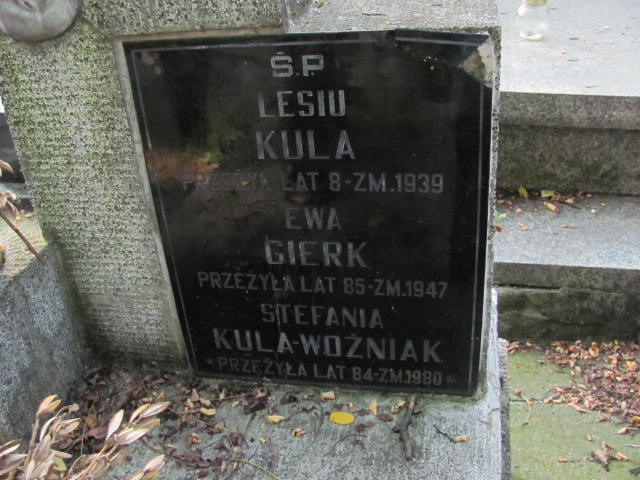 Ś.P.
LESIU
KULA
PRZEŻYŁ LAT 8-ZM.1939
EWA
GIERK
PRZEŻYŁA LAT 85-ZM.1947
STEFANIA
KULA-WOŹNIAK
PRZEŻYŁA LAT 84-ZM.1980